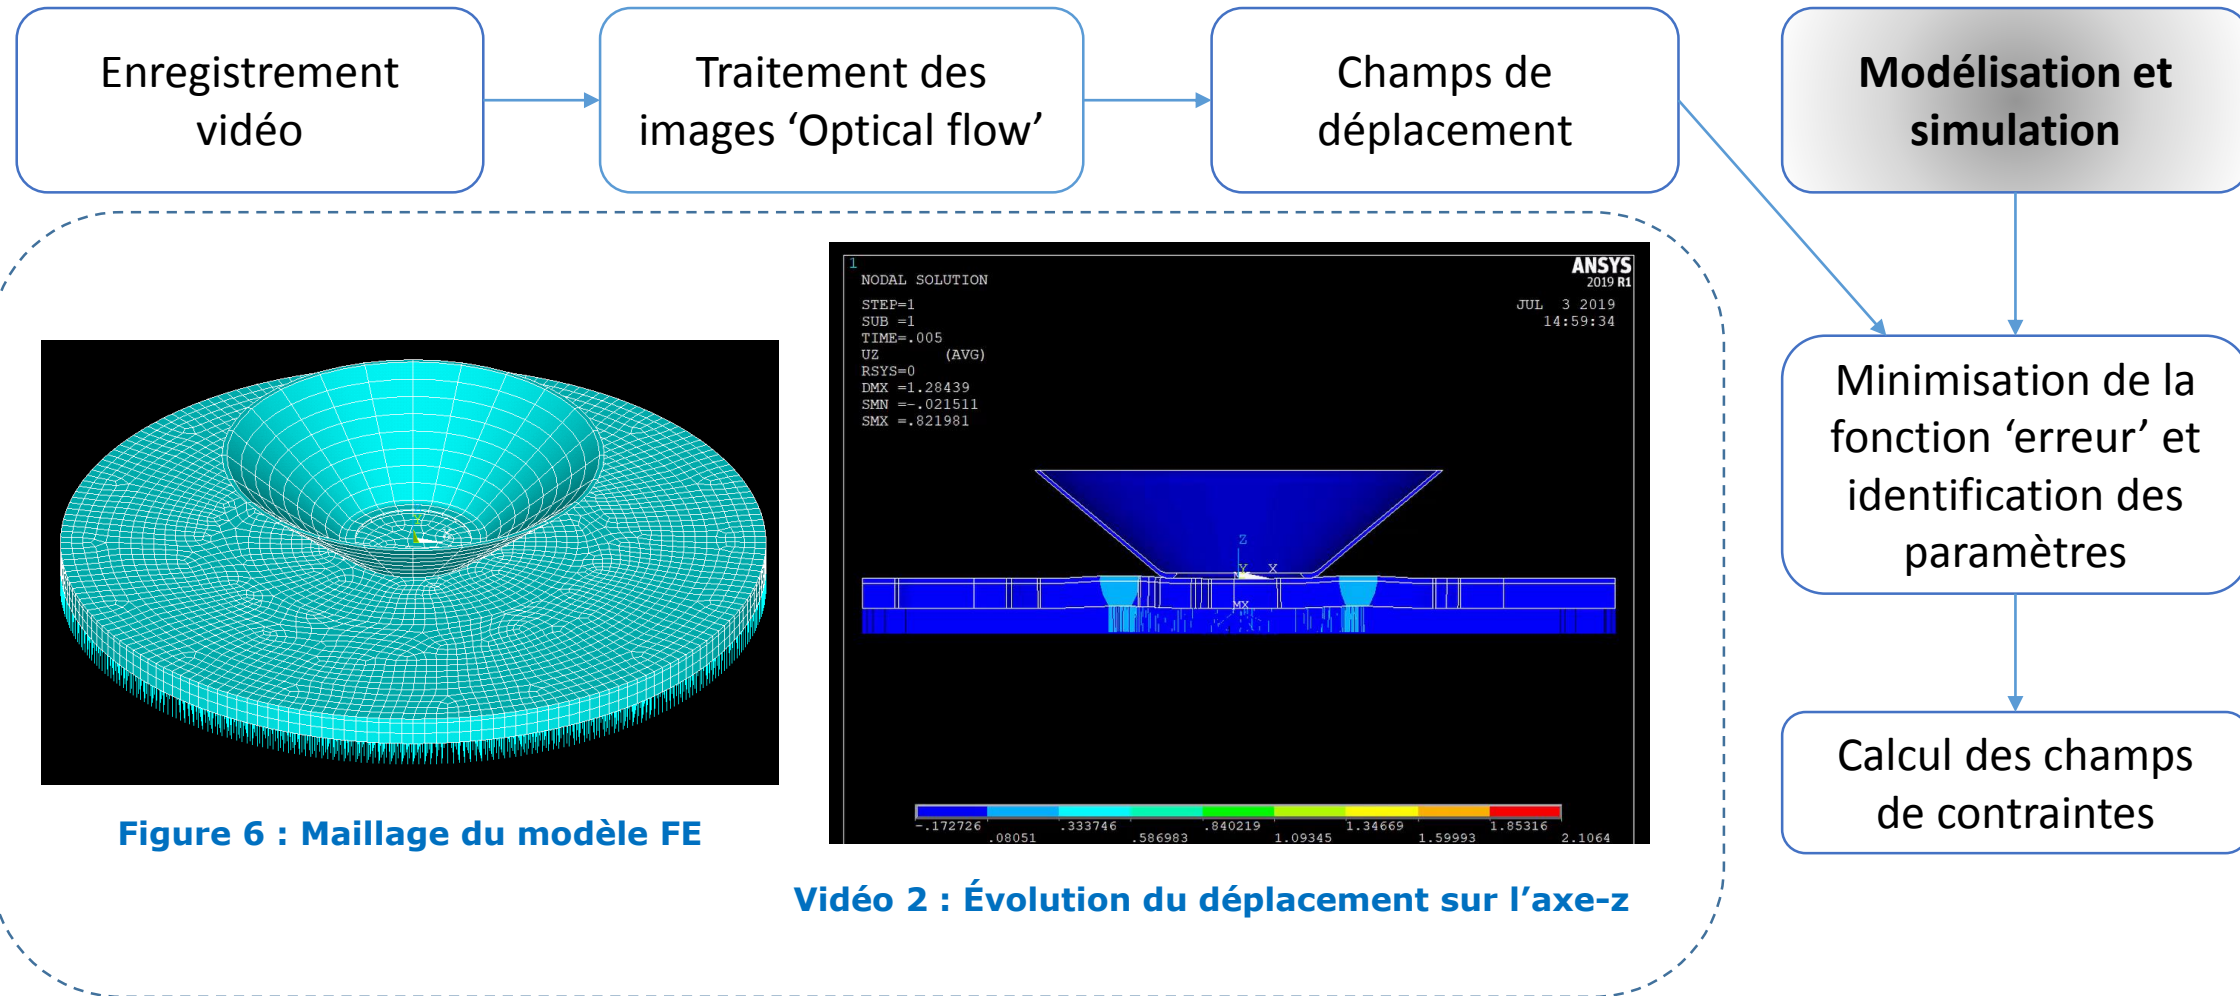 Enregistrement
vidéo
Traitement des
images ‘Optical flow’
Champs de
déplacement
Modélisation et
simulation
1
NODAL SOLUTION
STEP=1
SUB =1
TIME=.005
UZ (AVG)
RSYS=0
DMX =1.28439
SMN =-.021511
SMX =.821981
ANSYS
2019 R1
JUL 3 2019
14:59:34
Z
Y X
MX
-.172726 .333746 .840219 1.34669 1.85316
.08051 .586983 1.09345 1.59993 2.1064
Figure 6 : Maillage du modèle FE
Vidéo 2 : Évolution du déplacement sur l’axe-z
Minimisation de la
fonction ‘erreur’ et
identification des
paramètres
Calcul des champs
de contraintes